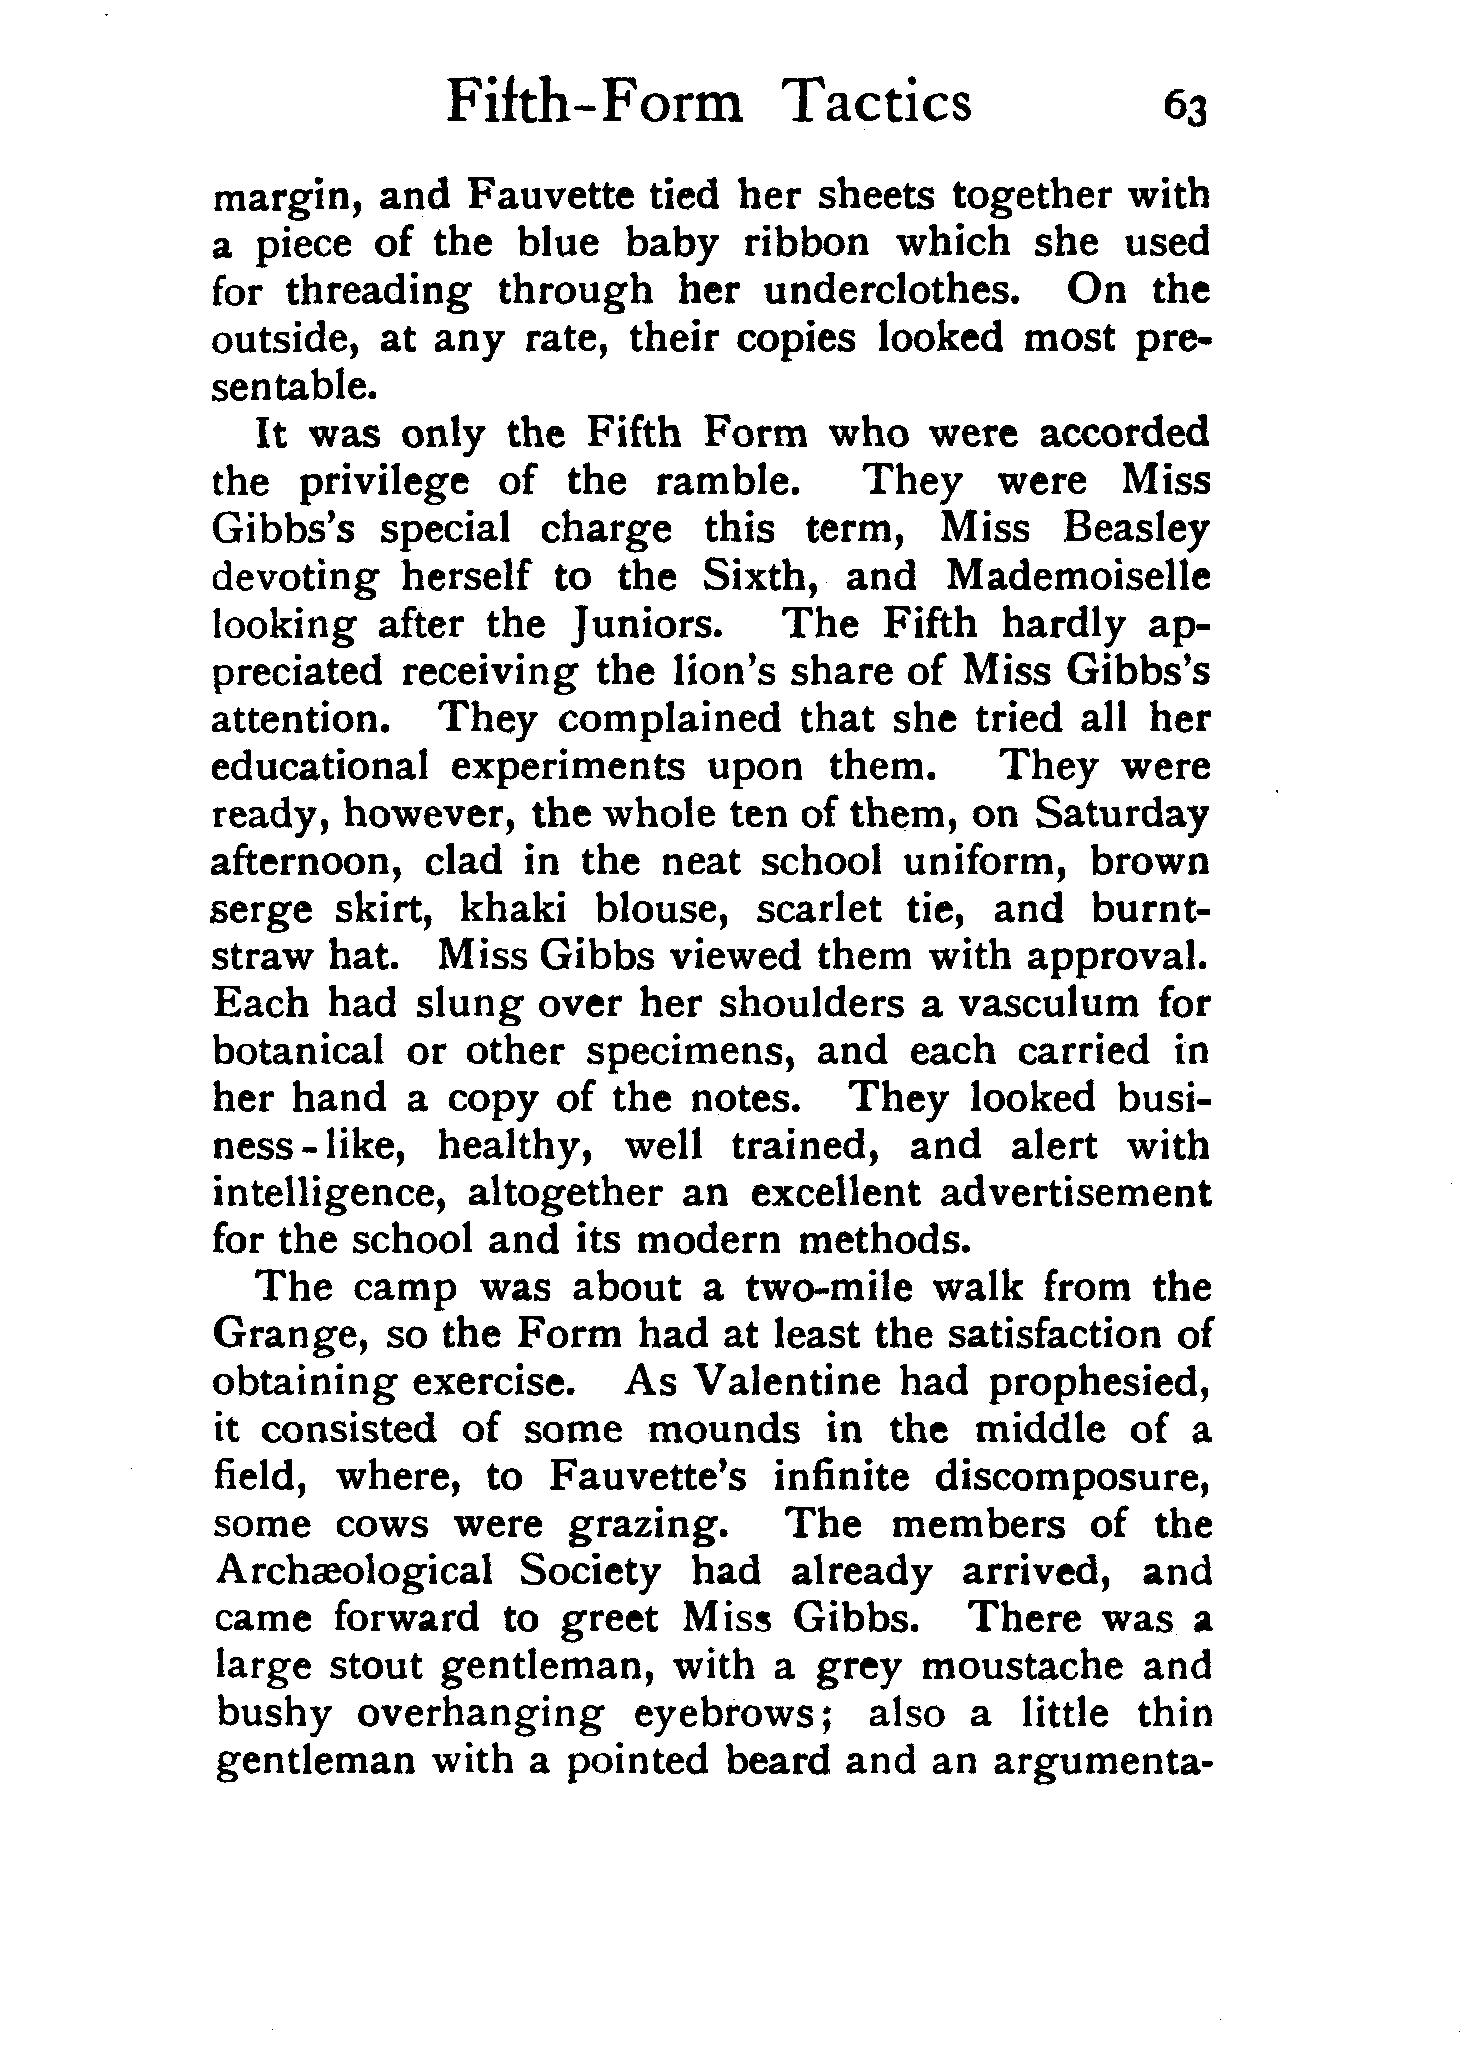 Fifth-Form Tactics 63
margin, and Fauvette tied her sheets together with
a piece of the blue baby ribbon which she used
for threading through her underclothes. On the
outside, at any rate, their copies looked most pre-
sentable.
It was only the Fifth Form who were accorded
the privilege of the ramble. They were Miss
Gibbs's special charge this term, Miss Beasley
devoting herself to the Sixth, and Mademoiselle
looking after the Juniors. The Fifth hardly ap-
preciated receiving the lion's share of Miss Gibbs's
attention. They complained that she tried all her
educational experiments upon them. They were
ready, however, the whole ten of them, on Saturday
afternoon, clad in the neat school uniform, brown
serge skirt, khaki blouse, scarlet tie, and burnt-
straw hat. Miss Gibbs viewed them with approval.
Each had slung over her shoulders a vasculum for
botanical or other specimens, and each carried in
her hand a copy of the notes. They looked busi-
ness-like, healthy, well trained, and alert with
intelligence, altogether an excellent advertisement
for the school and its modern methods.
The camp was about a two-mile walk from the
Grange, so the Form had at least the satisfaction of
obtaining exercise. As Valentine had prophesied,
it consisted of some mounds in the middle of a
field, where, to Fauvette's infinite discomposure,
some cows were grazing. The members of the
Archæological Society had already arrived, and
came forward to greet Miss Gibbs. There was a
large stout gentleman, with a grey moustache and
bushy overhanging eyebrows; also a little thin
gentleman with a pointed beard and an argumenta-